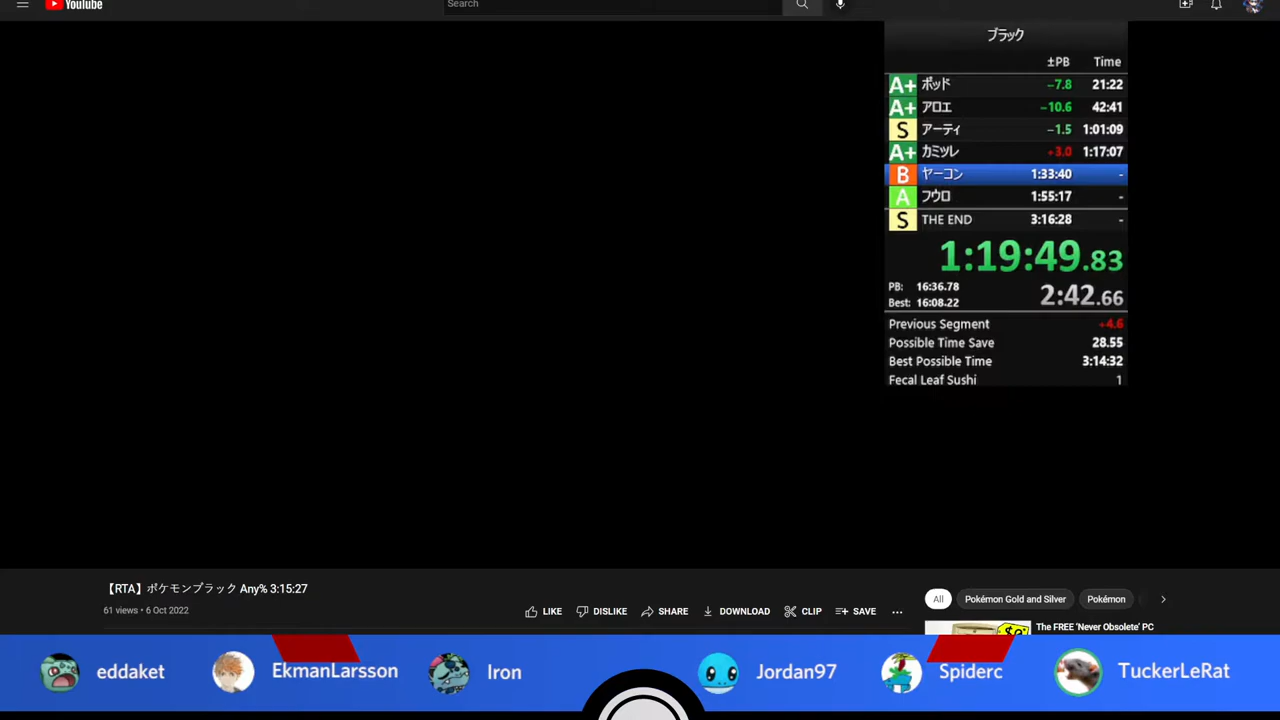 YouTube
Search
ブラック
±PB Time
A+ ポッド -7.8 21:22
A+ アロエ -10.6 42:41
S アーティ -1.5 1:01:09
A+ カミツレ +3.0 1:17:07
B ヤーコン 1:33:40 -
A フウロ 1:55:17 -
S THE END 3:16:28 -
1:19:49.83
PB: 16:36.78
Best: 16:08.22
2:42.66
Previous Segment +4.6
Possible Time Save 28.55
Best Possible Time 3:14:32
Fecal Leaf Sushi 1
【RTA】ポケモンブラック Any% 3:15:27
61 views • 6 Oct 2022
LIKE DISLIKE SHARE DOWNLOAD CLIP SAVE ...
All Pokémon Gold and Silver Pokémon
The FREE 'Never Obsolete' PC
eddaket EkmanLarsson Iron Jordan97 Spiderc TuckerLeRat